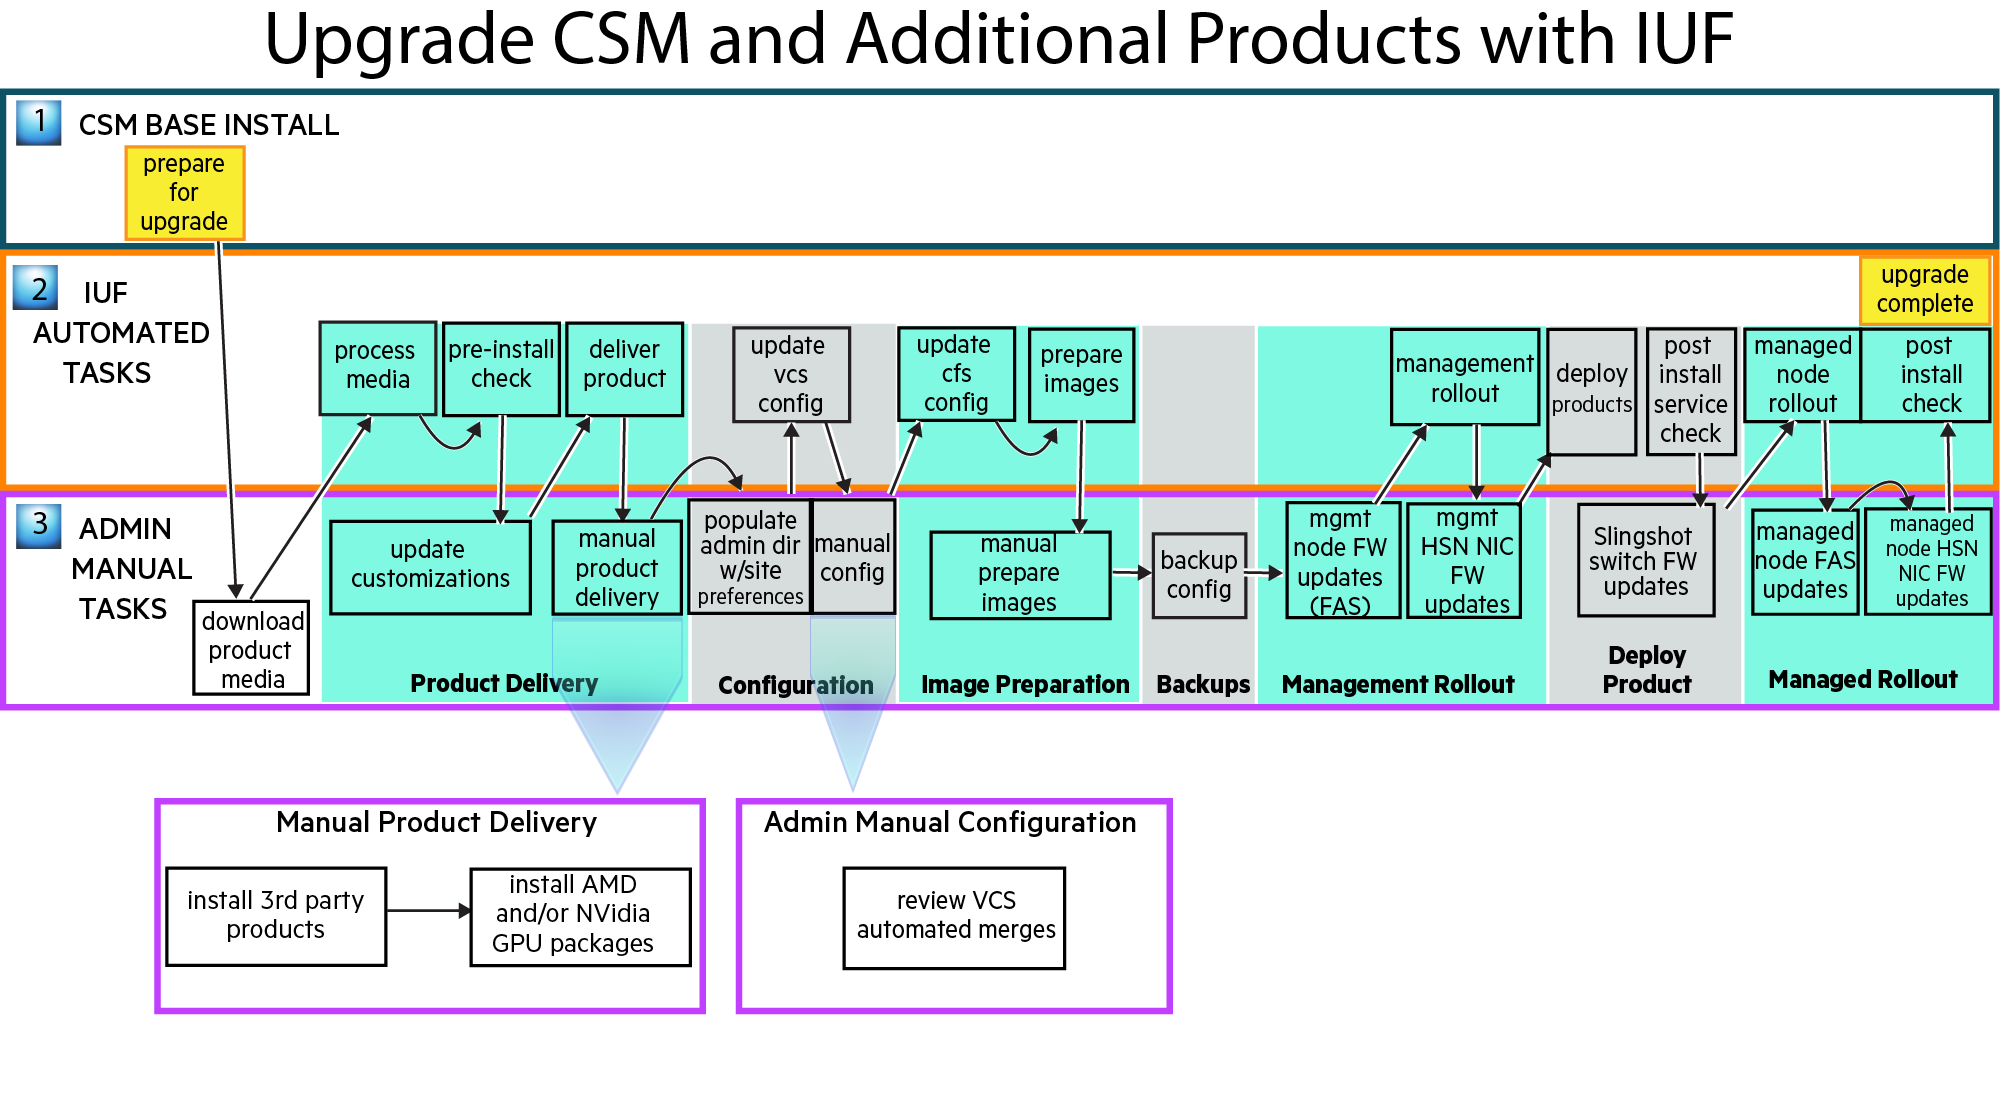 Upgrade CSM and Additional Products with IUF
1
CSM BASE INSTALL
prepare
for
upgrade
2
IUF
AUTOMATED
TASKS
process
media
pre-install
check
deliver
product
update
vcs
config
update
cfs
config
prepare
images
management
rollout
deploy
products
post
install
service
check
managed
node
rollout
upgrade
complete
post
install
check
3
ADMIN
MANUAL
TASKS
download
product
media
update
customizations
manual
product
delivery
populate
admin dir
w/site
preferences
manual
config
manual
prepare
images
backup
config
mgmt
node FW
updates
(FAS)
mgmt
HSN NIC
FW
updates
Slingshot
switch FW
updates
managed
node FAS
updates
managed
node HSN
NIC FW
updates
Product Delivery
Configuration
Image Preparation
Backups
Management Rollout
Deploy
Product
Managed Rollout
Manual Product Delivery
install 3rd party
products
install AMD
and/or NVidia
GPU packages
Admin Manual Configuration
review VCS
automated merges